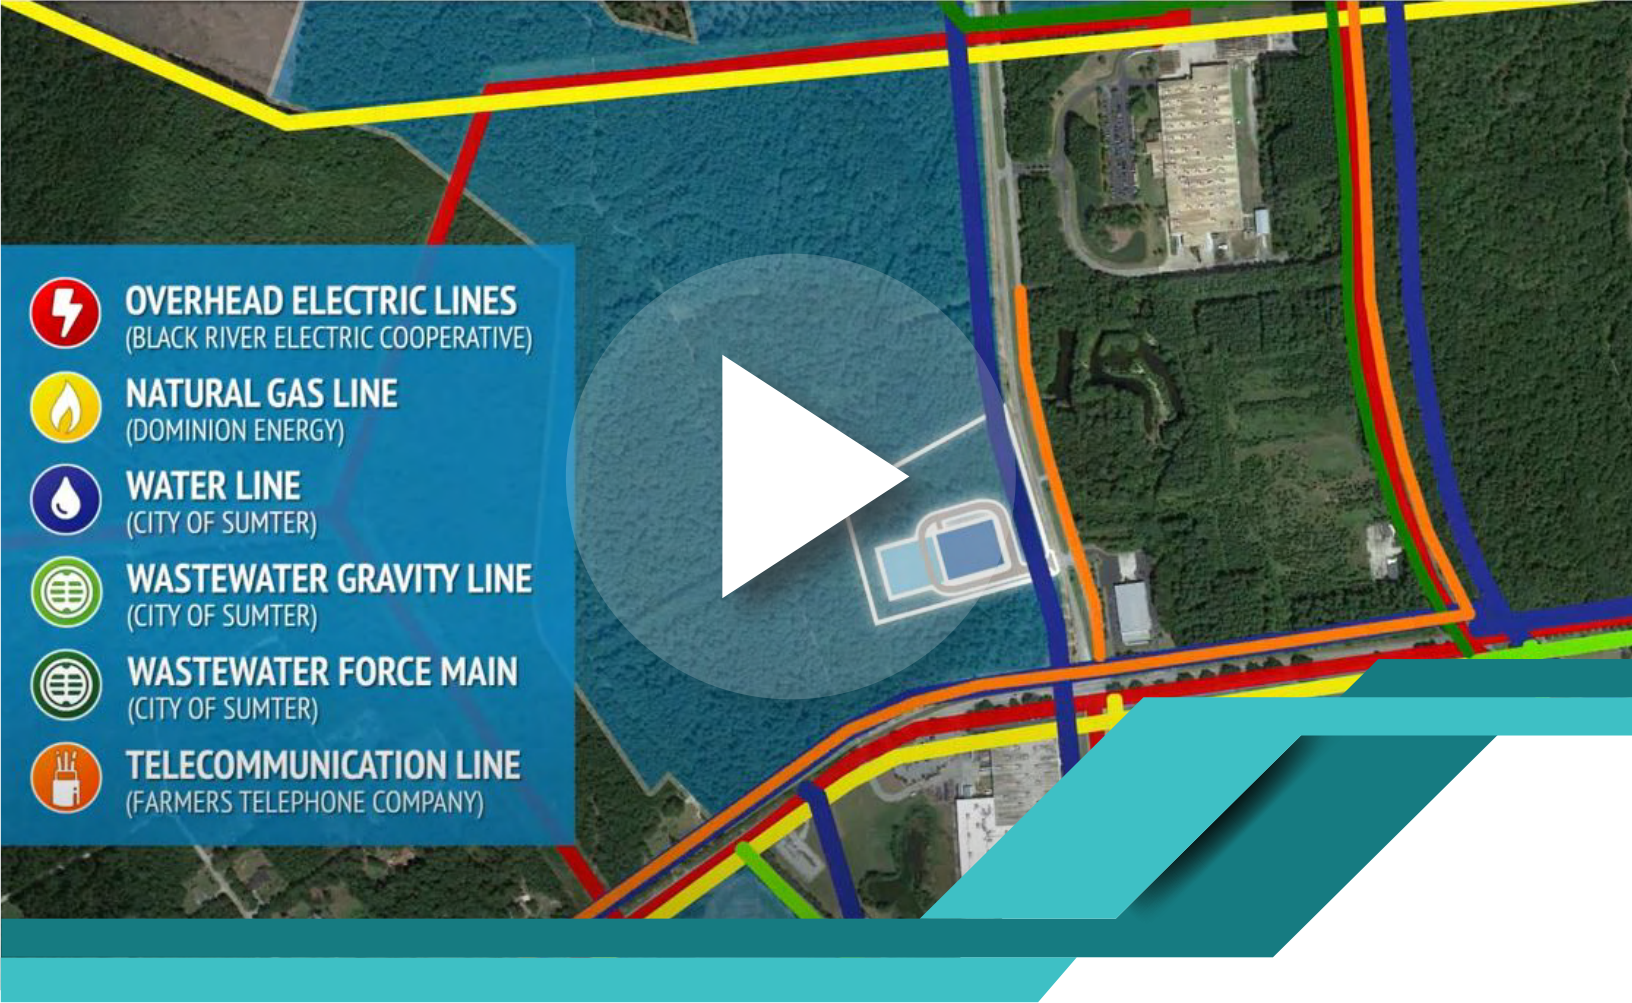 OVERHEAD ELECTRIC LINES
(BLACK RIVER ELECTRIC COOPERATIVE)
NATURAL GAS LINE
(DOMINION ENERGY)
WATER LINE
(CITY OF SUMTER)
WASTEWATER GRAVITY LINE
(CITY OF SUMTER)
WASTEWATER FORCE MAIN
(CITY OF SUMTER)
TELECOMMUNICATION LINE
(FARMERS TELEPHONE COMPANY)